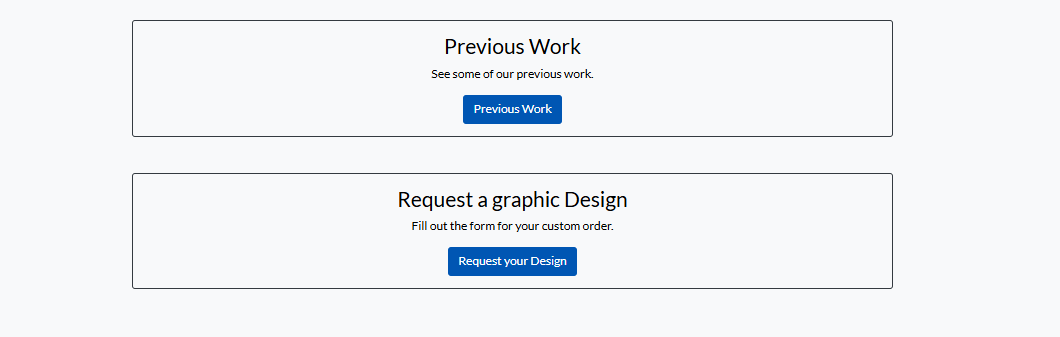 Previous Work
See some of our previous work.
Previous Work
Request a graphic Design
Fill out the form for your custom order.
Request your Design